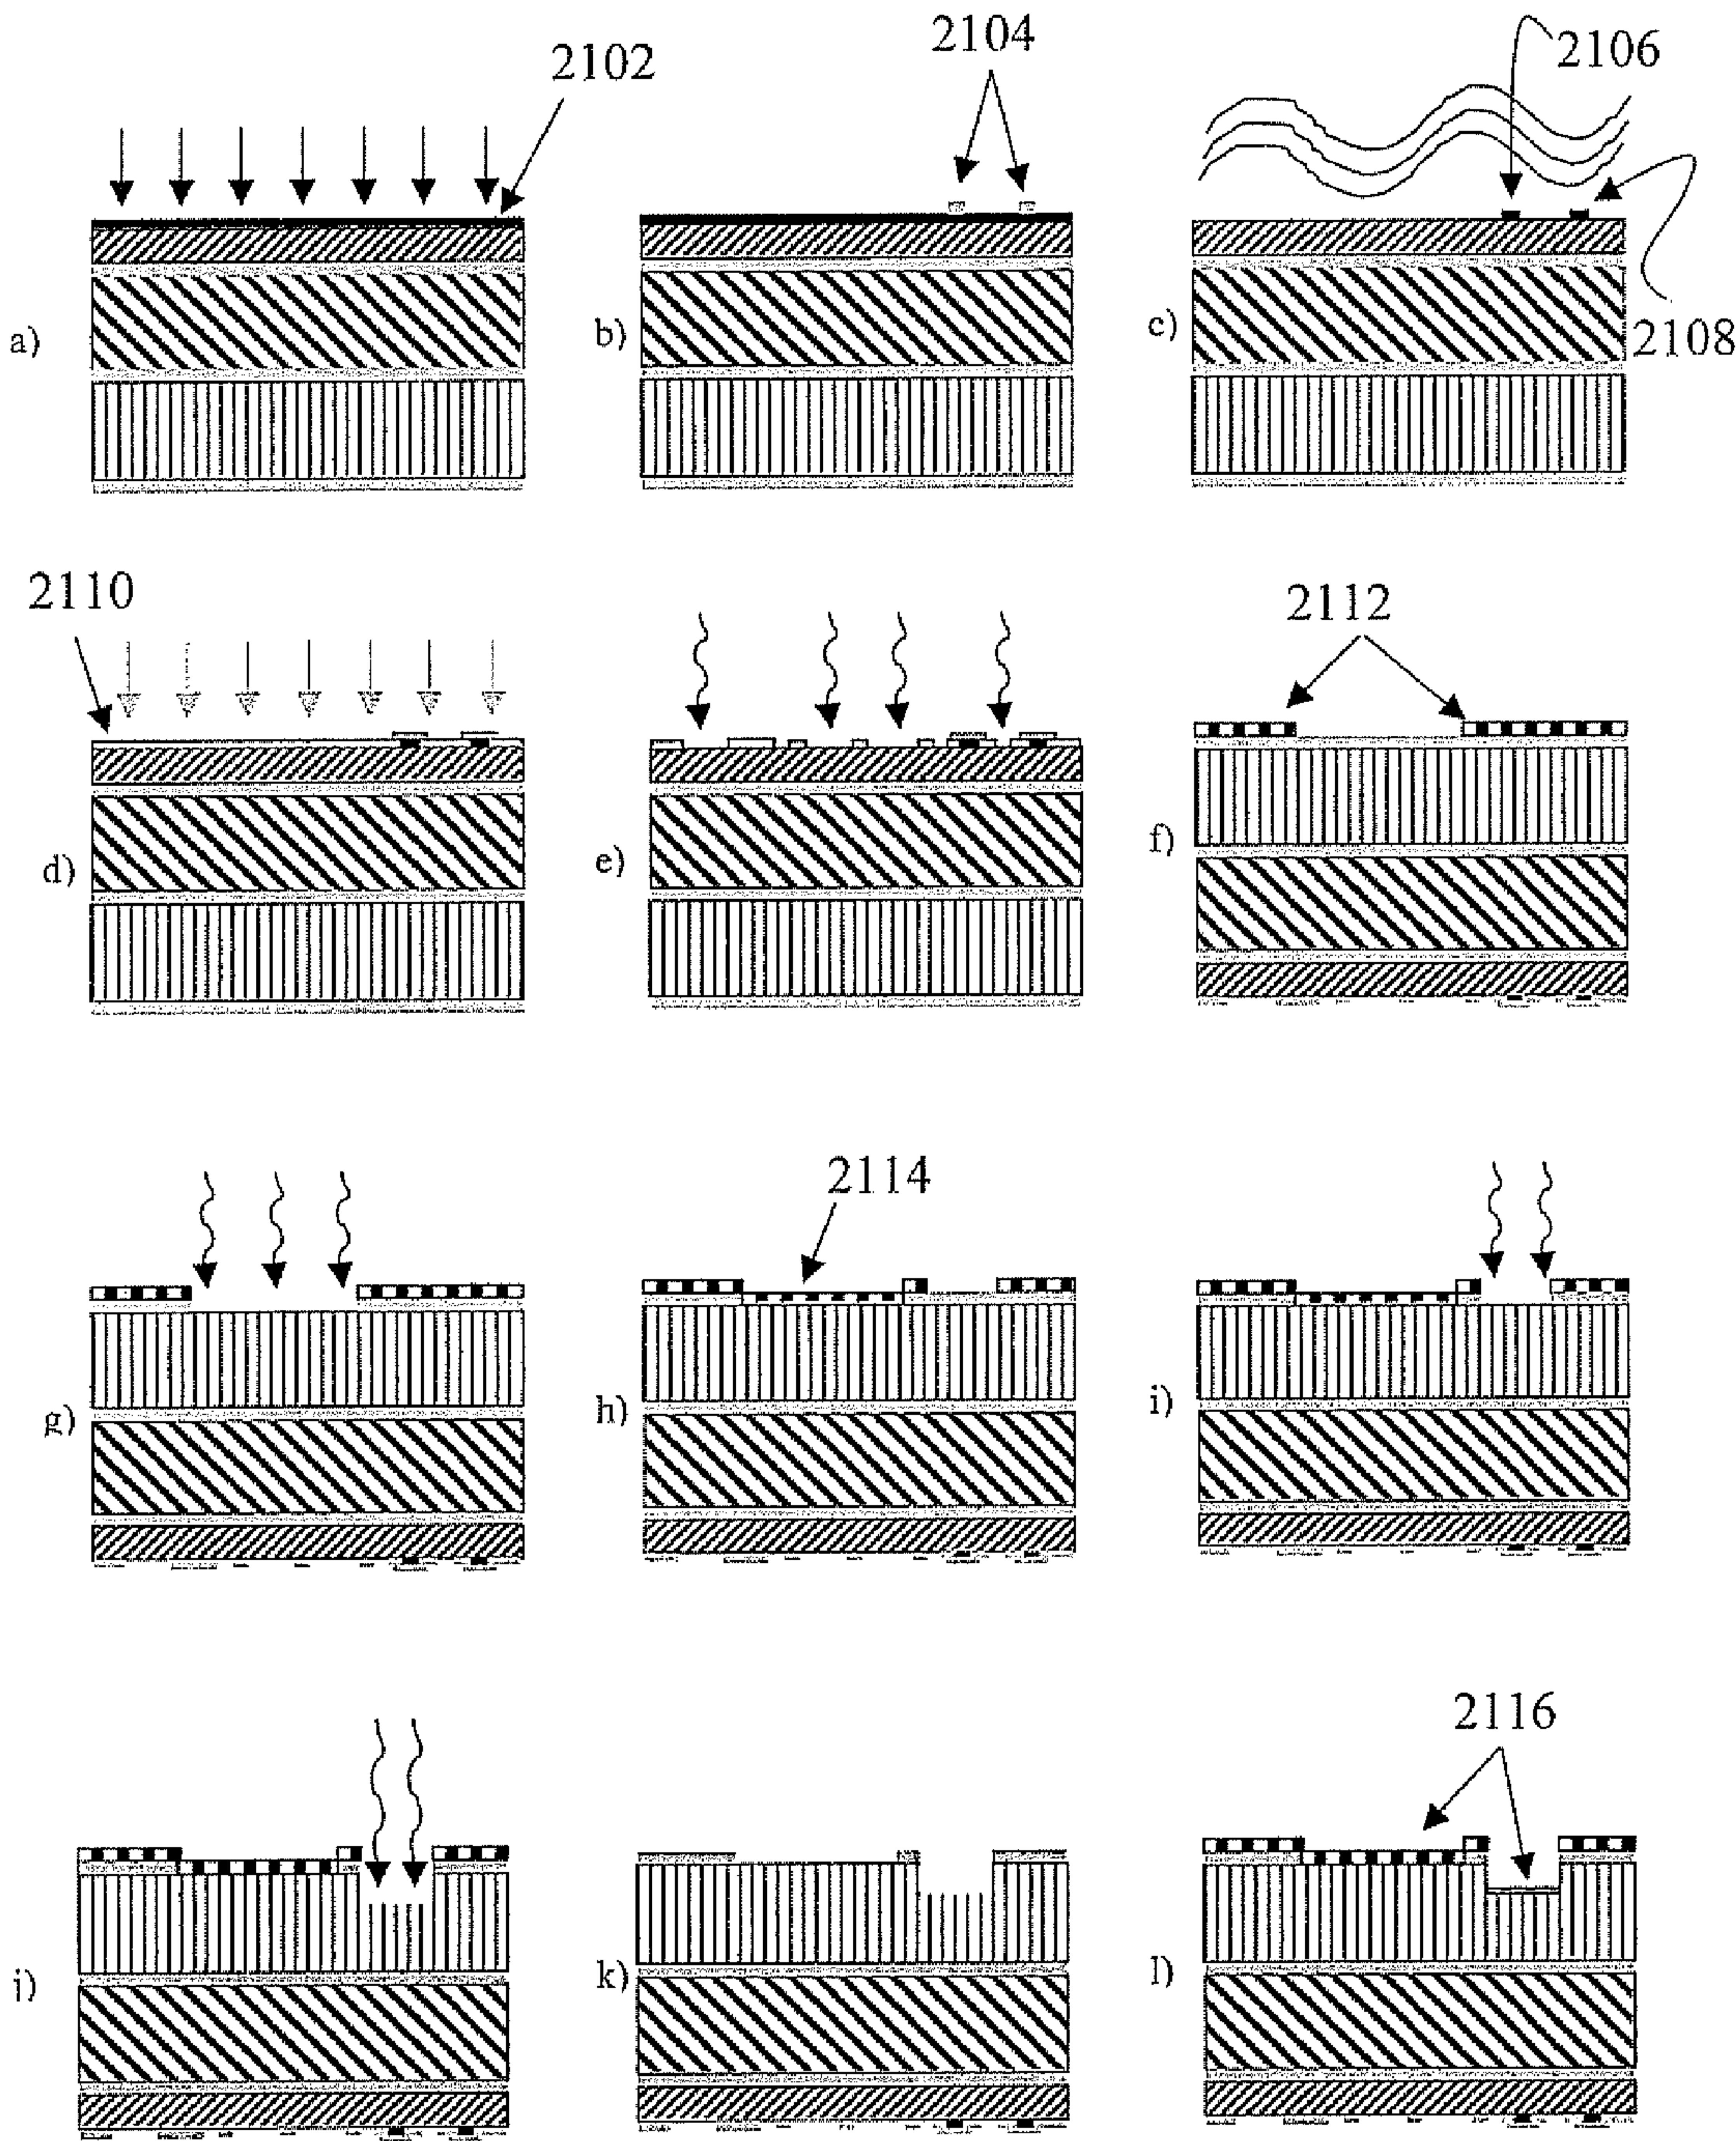 2102
2104
2106
a)
b)
c)
2108
2110
2112
d)
e)
f)
2114
g)
h)
i)
2116
j)
k)
l)